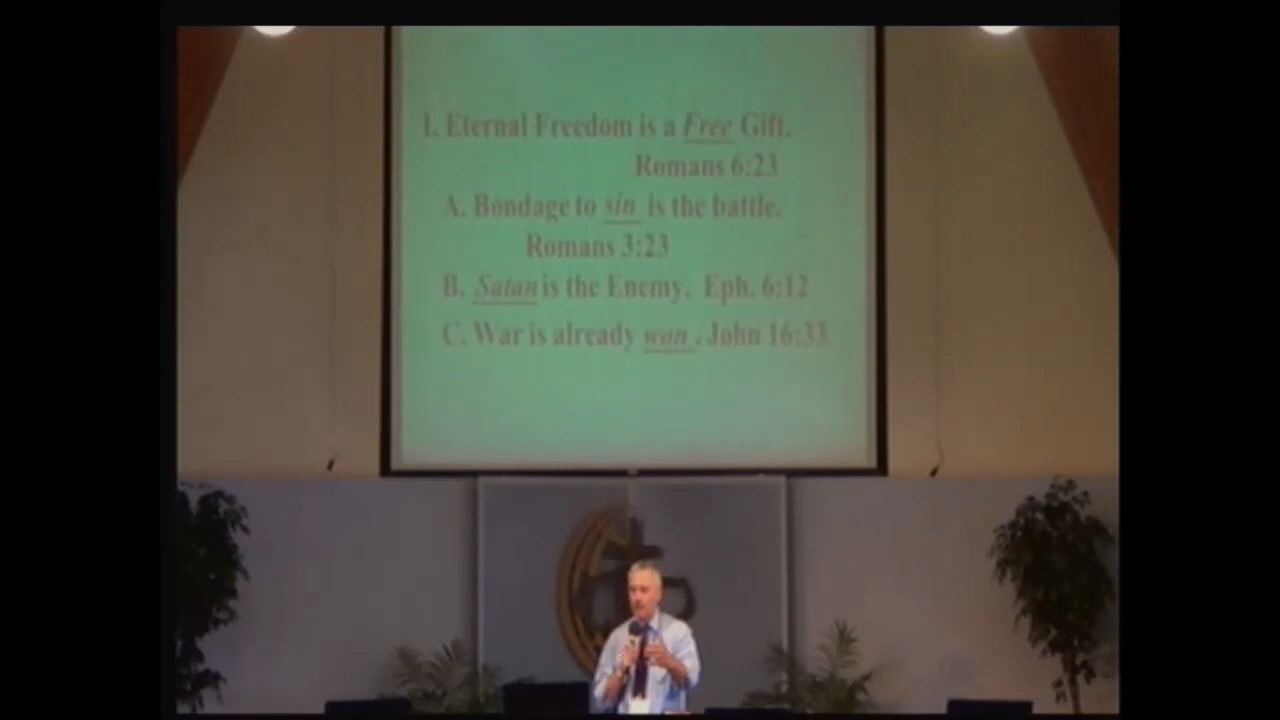 I. Eternal Freedom is a Free Gift.
Romans 6:23
A. Bondage to sin is the battle.
Romans 3:23
B. Satan is the Enemy. Eph. 6:12
C. War is already won . John 16:33